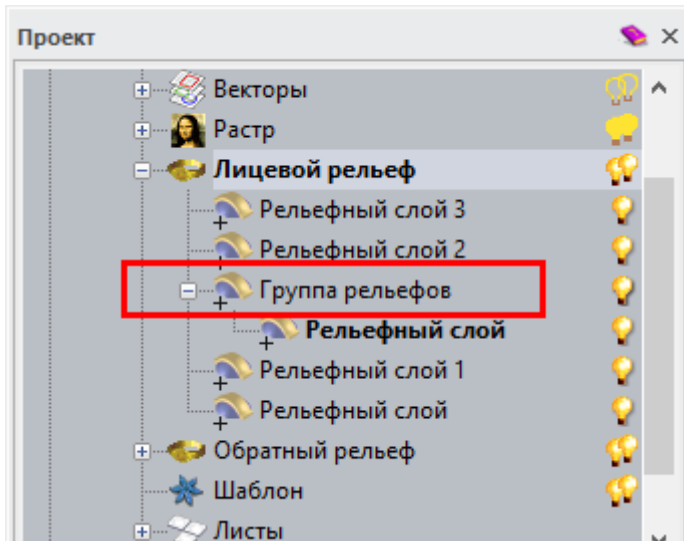 Проект
Векторы
Растр
Лицевой рельеф
Рельефный слой 3
Рельефный слой 2
Группа рельефов
Рельефный слой
Рельефный слой 1
Рельефный слой
Обратный рельеф
Шаблон
Листы